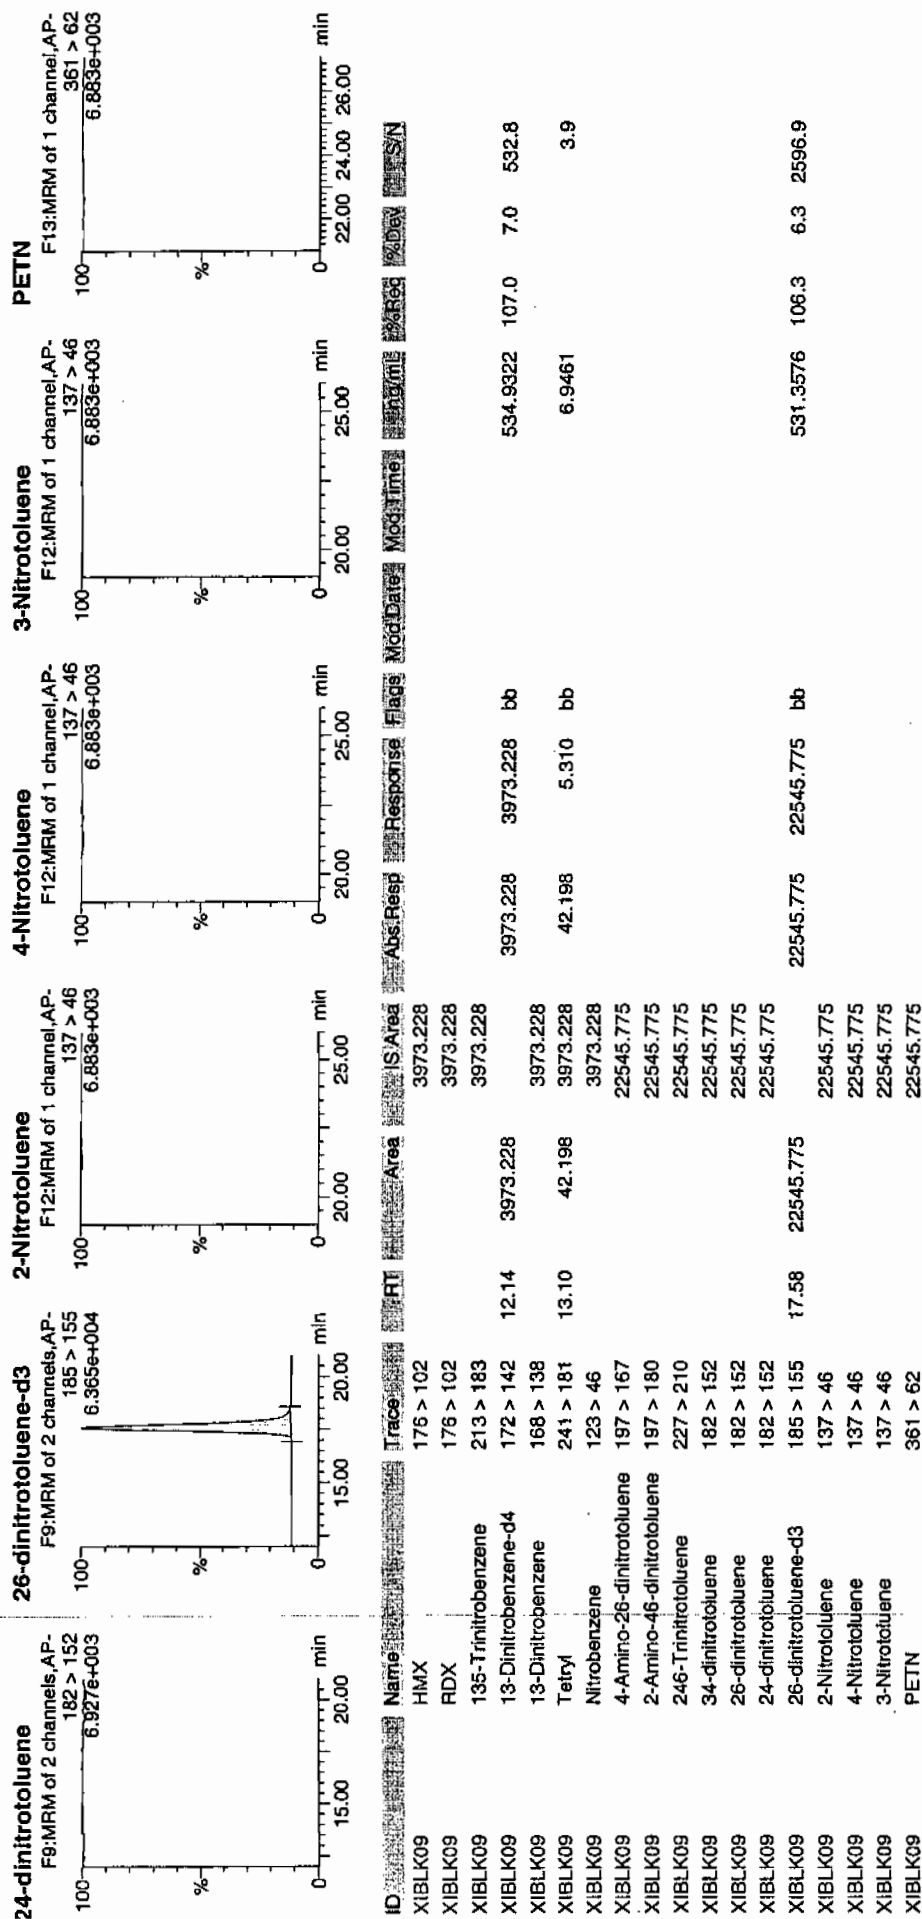 24-dinitrotoluene
F9:MRM of 2 channels,AP-
182 > 152
6.927e+003
100
%
0
15.00 20.00 min
26-dinitrotoluene-d3
F9:MRM of 2 channels,AP-
185 > 155
6.365e+004
100
%
0
15.00 20.00 min
2-Nitrotoluene
F12:MRM of 1 channel,AP-
137 > 46
6.883e+003
100
%
0
20.00 25.00 min
4-Nitrotoluene
F12:MRM of 1 channel,AP-
137 > 46
6.883e+003
100
%
0
20.00 25.00 min
3-Nitrotoluene
F12:MRM of 1 channel,AP-
137 > 46
6.883e+003
100
%
0
20.00 25.00 min
PETN
F13:MRM of 1 channel,AP-
361 > 62
6.883e+003
100
%
0
22.00 24.00 26.00 min
ID Name Trace RT Area IS Area Abs.Resp Response Flags Mod.Date Mod.Time ng/mL %Rec %Dev S/N
XIBLK09 HMX 176 > 102 3973.228
XIBLK09 RDX 176 > 102 3973.228
XIBLK09 135-Trinitrobenzene 213 > 183 3973.228
XIBLK09 13-Dinitrobenzene-d4 172 > 142 12.14 3973.228 3973.228 3973.228 bb 534.9322 107.0 7.0 532.8
XIBLK09 13-Dinitrobenzene 168 > 138 3973.228
XIBLK09 Tetryl 241 > 181 13.10 42.198 3973.228 42.198 5.310 bb 6.9461 3.9
XIBLK09 Nitrobenzene 123 > 46 3973.228
XIBLK09 4-Amino-26-dinitrotoluene 197 > 167 22545.775
XIBLK09 2-Amino-46-dinitrotoluene 197 > 180 22545.775
XIBLK09 246-Trinitrotoluene 227 > 210 22545.775
XIBLK09 34-dinitrotoluene 182 > 152 22545.775
XIBLK09 26-dinitrotoluene 182 > 152 22545.775
XIBLK09 24-dinitrotoluene 182 > 152 22545.775
XIBLK09 26-dinitrotoluene-d3 185 > 155 17.58 22545.775 22545.775 22545.775 bb 531.3576 106.3 6.3 2596.9
XIBLK09 2-Nitrotoluene 137 > 46 22545.775
XIBLK09 4-Nitrotoluene 137 > 46 22545.775
XIBLK09 3-Nitrotoluene 137 > 46 22545.775
XIBLK09 PETN 361 > 62 22545.775